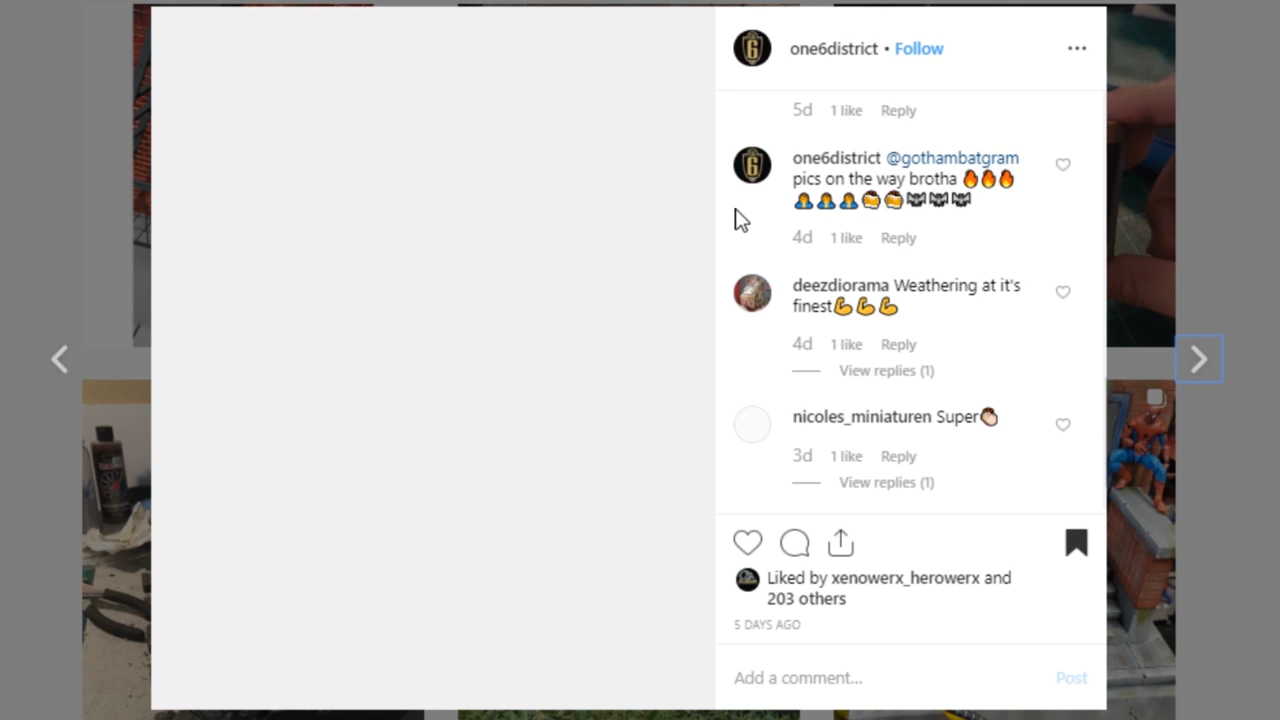 one6district • Follow
5d 1 like Reply
one6district @gothambatgram
pics on the way brotha 🔥🔥🔥
4d 1 like Reply
deezdiorama Weathering at it's
finest💪💪💪
4d 1 like Reply
View replies (1)
nicoles_miniaturen Super
3d 1 like Reply
View replies (1)
Liked by xenowerx_herowerx and
203 others
5 DAYS AGO
Add a comment... Post